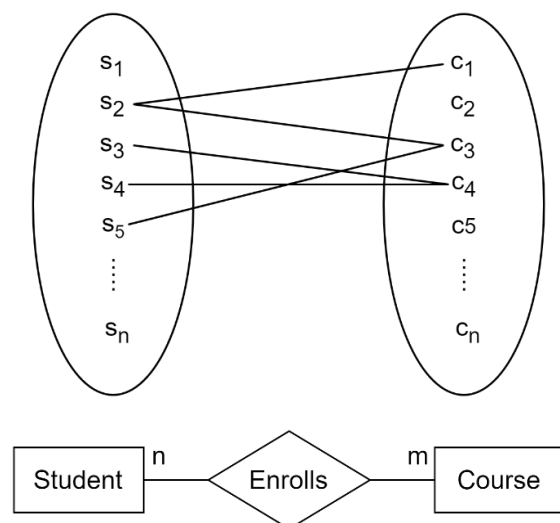 s1 c1
s2 c2
s3 c3
s4 c4
s5 c5
sn cn
n m
Student Enrolls Course